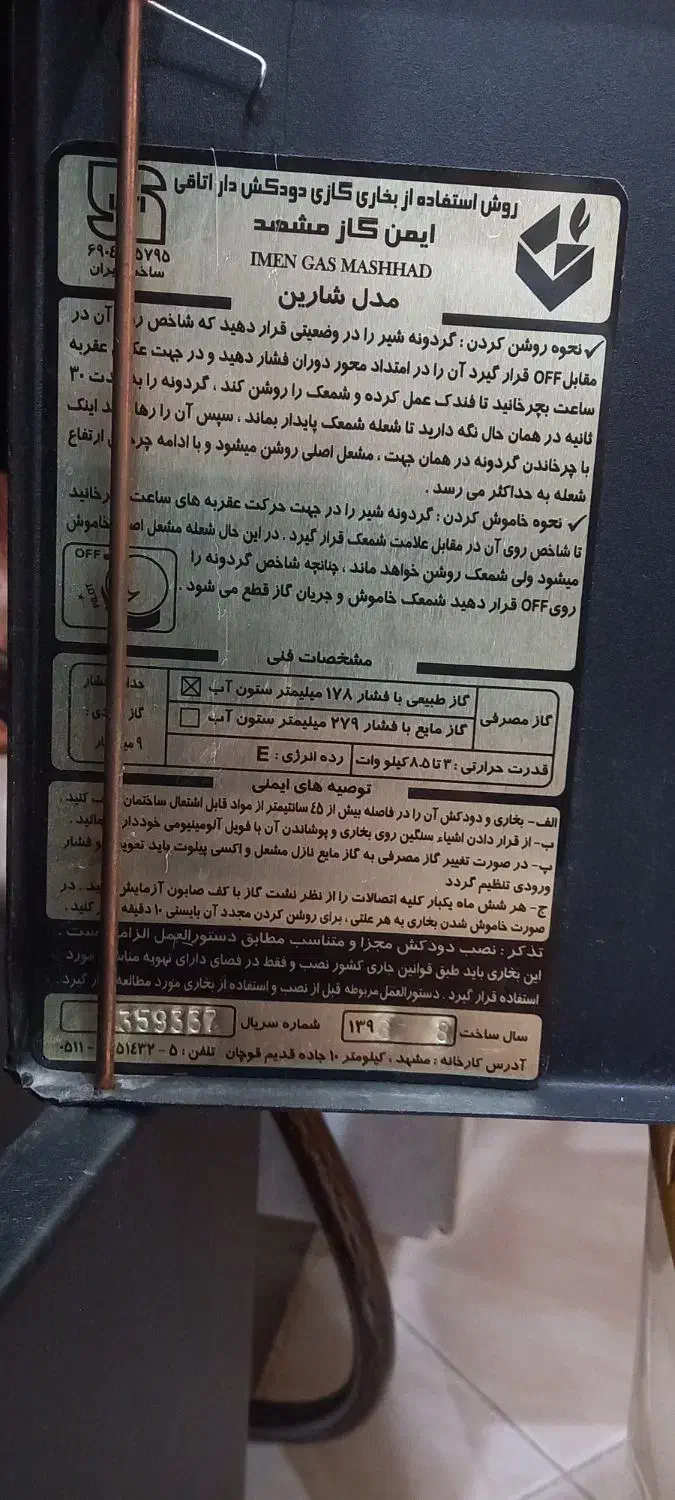 روش استفاده از بخاری گازی دودکش دار اتاقی
ایمن گاز مشهد
IMEN GAS MASHHAD
مدل شارین
۵۷۹۵
✓ نحوه روشن کردن : گردونه شیر را در وضعیتی قرار دهید که شاخص آن در
مقابل OFF قرار گیرد آن را در امتداد محور دوران فشار دهید و در جهت عقربه
ساعت بچرخانید تا فندک عمل کرده و شمعک را روشن کند ، گردونه را ۳۰
ثانیه در همان حال نگه دارید تا شعله شمعک پایدار بماند ، سپس آن را اینک
با چرخاندن گردونه در همان جهت ، مشعل اصلی روشن میشود و با ادامه ارتفاع
شعله به حداکثر می رسد .
✓ نحوه خاموش کردن : گردونه شیر را در جهت حرکت عقربه های ساعت
تا شاخص روی آن در مقابل علامت شمعک قرار گیرد . در این حال شعله مشعل خاموش
میشود ولی شمعک روشن خواهد ماند ، چنانچه شاخص گردونه را
روی OFF قرار دهید شمعک خاموش و جریان گاز قطع می شود .
OFF
PILOT
مشخصات فنی
گاز مصرفی
گاز طبیعی با فشار ۱۷۸ میلیمتر ستون آب ☒
گاز مایع با فشار ۲۷۹ میلیمتر ستون آب ☐
قدرت حرارتی : ۳ تا ۸.۵ کیلو وات
رده انرژی : E
گاز
توصیه های ایمنی
الف- بخاری و دودکش آن را در فاصله بیش از ۴۵ سانتیمتر از مواد قابل اشتعال ساختمان کنید .
ب- از قرار دادن اشیاء سنگین روی بخاری و پوشاندن آن با فویل آلومینیومی
پ- در صورت تغییر گاز مصرفی به گاز مایع نازل مشعل و اکسی پیلوت باید فشار
ورودی تنظیم گردد
ج- هر شش ماه یکبار کلیه اتصالات را از نظر نشت گاز با کف صابون آزمایش . در
صورت خاموش شدن بخاری به هر علتی ، برای روشن کردن مجدد آن بایستی ۱۰ دقیقه کنید .
تذکر : نصب دودکش مجزا و متناسب مطابق دستورالعمل است .
این بخاری باید طبق قوانین جاری کشور نصب و فقط در فضای دارای تهویه مورد
استفاده قرار گیرد . دستورالعمل مربوطه قبل از نصب و استفاده از بخاری مورد مطالعه گیرد .
سال ساخت ۱۳۹ 8 شماره سریال 359337
آدرس کارخانه : مشهد ، کیلومتر ۱۰ جاده قدیم قوچان تلفن :